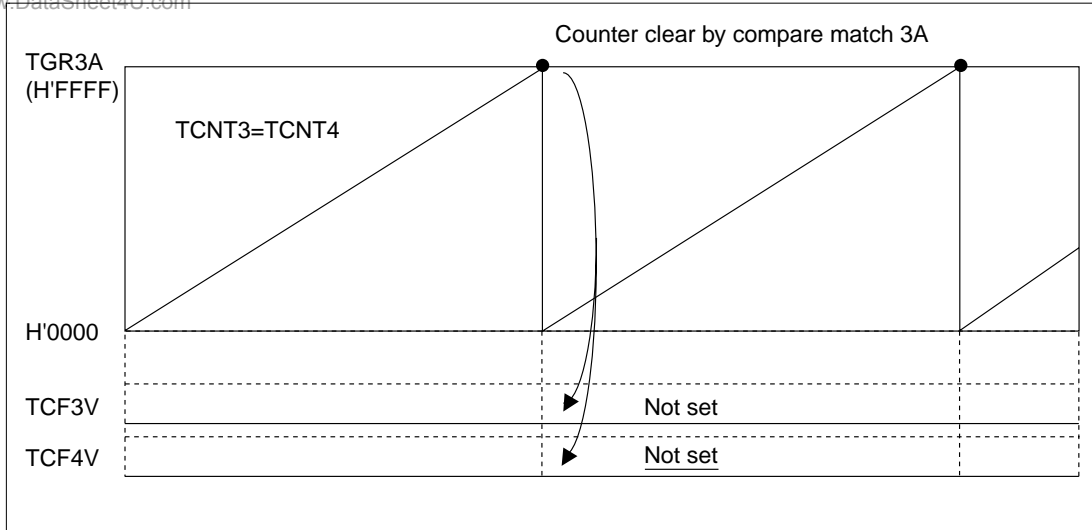 w.DataSheet4U.com
Counter clear by compare match 3A
TGR3A
(H'FFFF)
TCNT3=TCNT4
H'0000
TCF3V
Not set
TCF4V
Not set